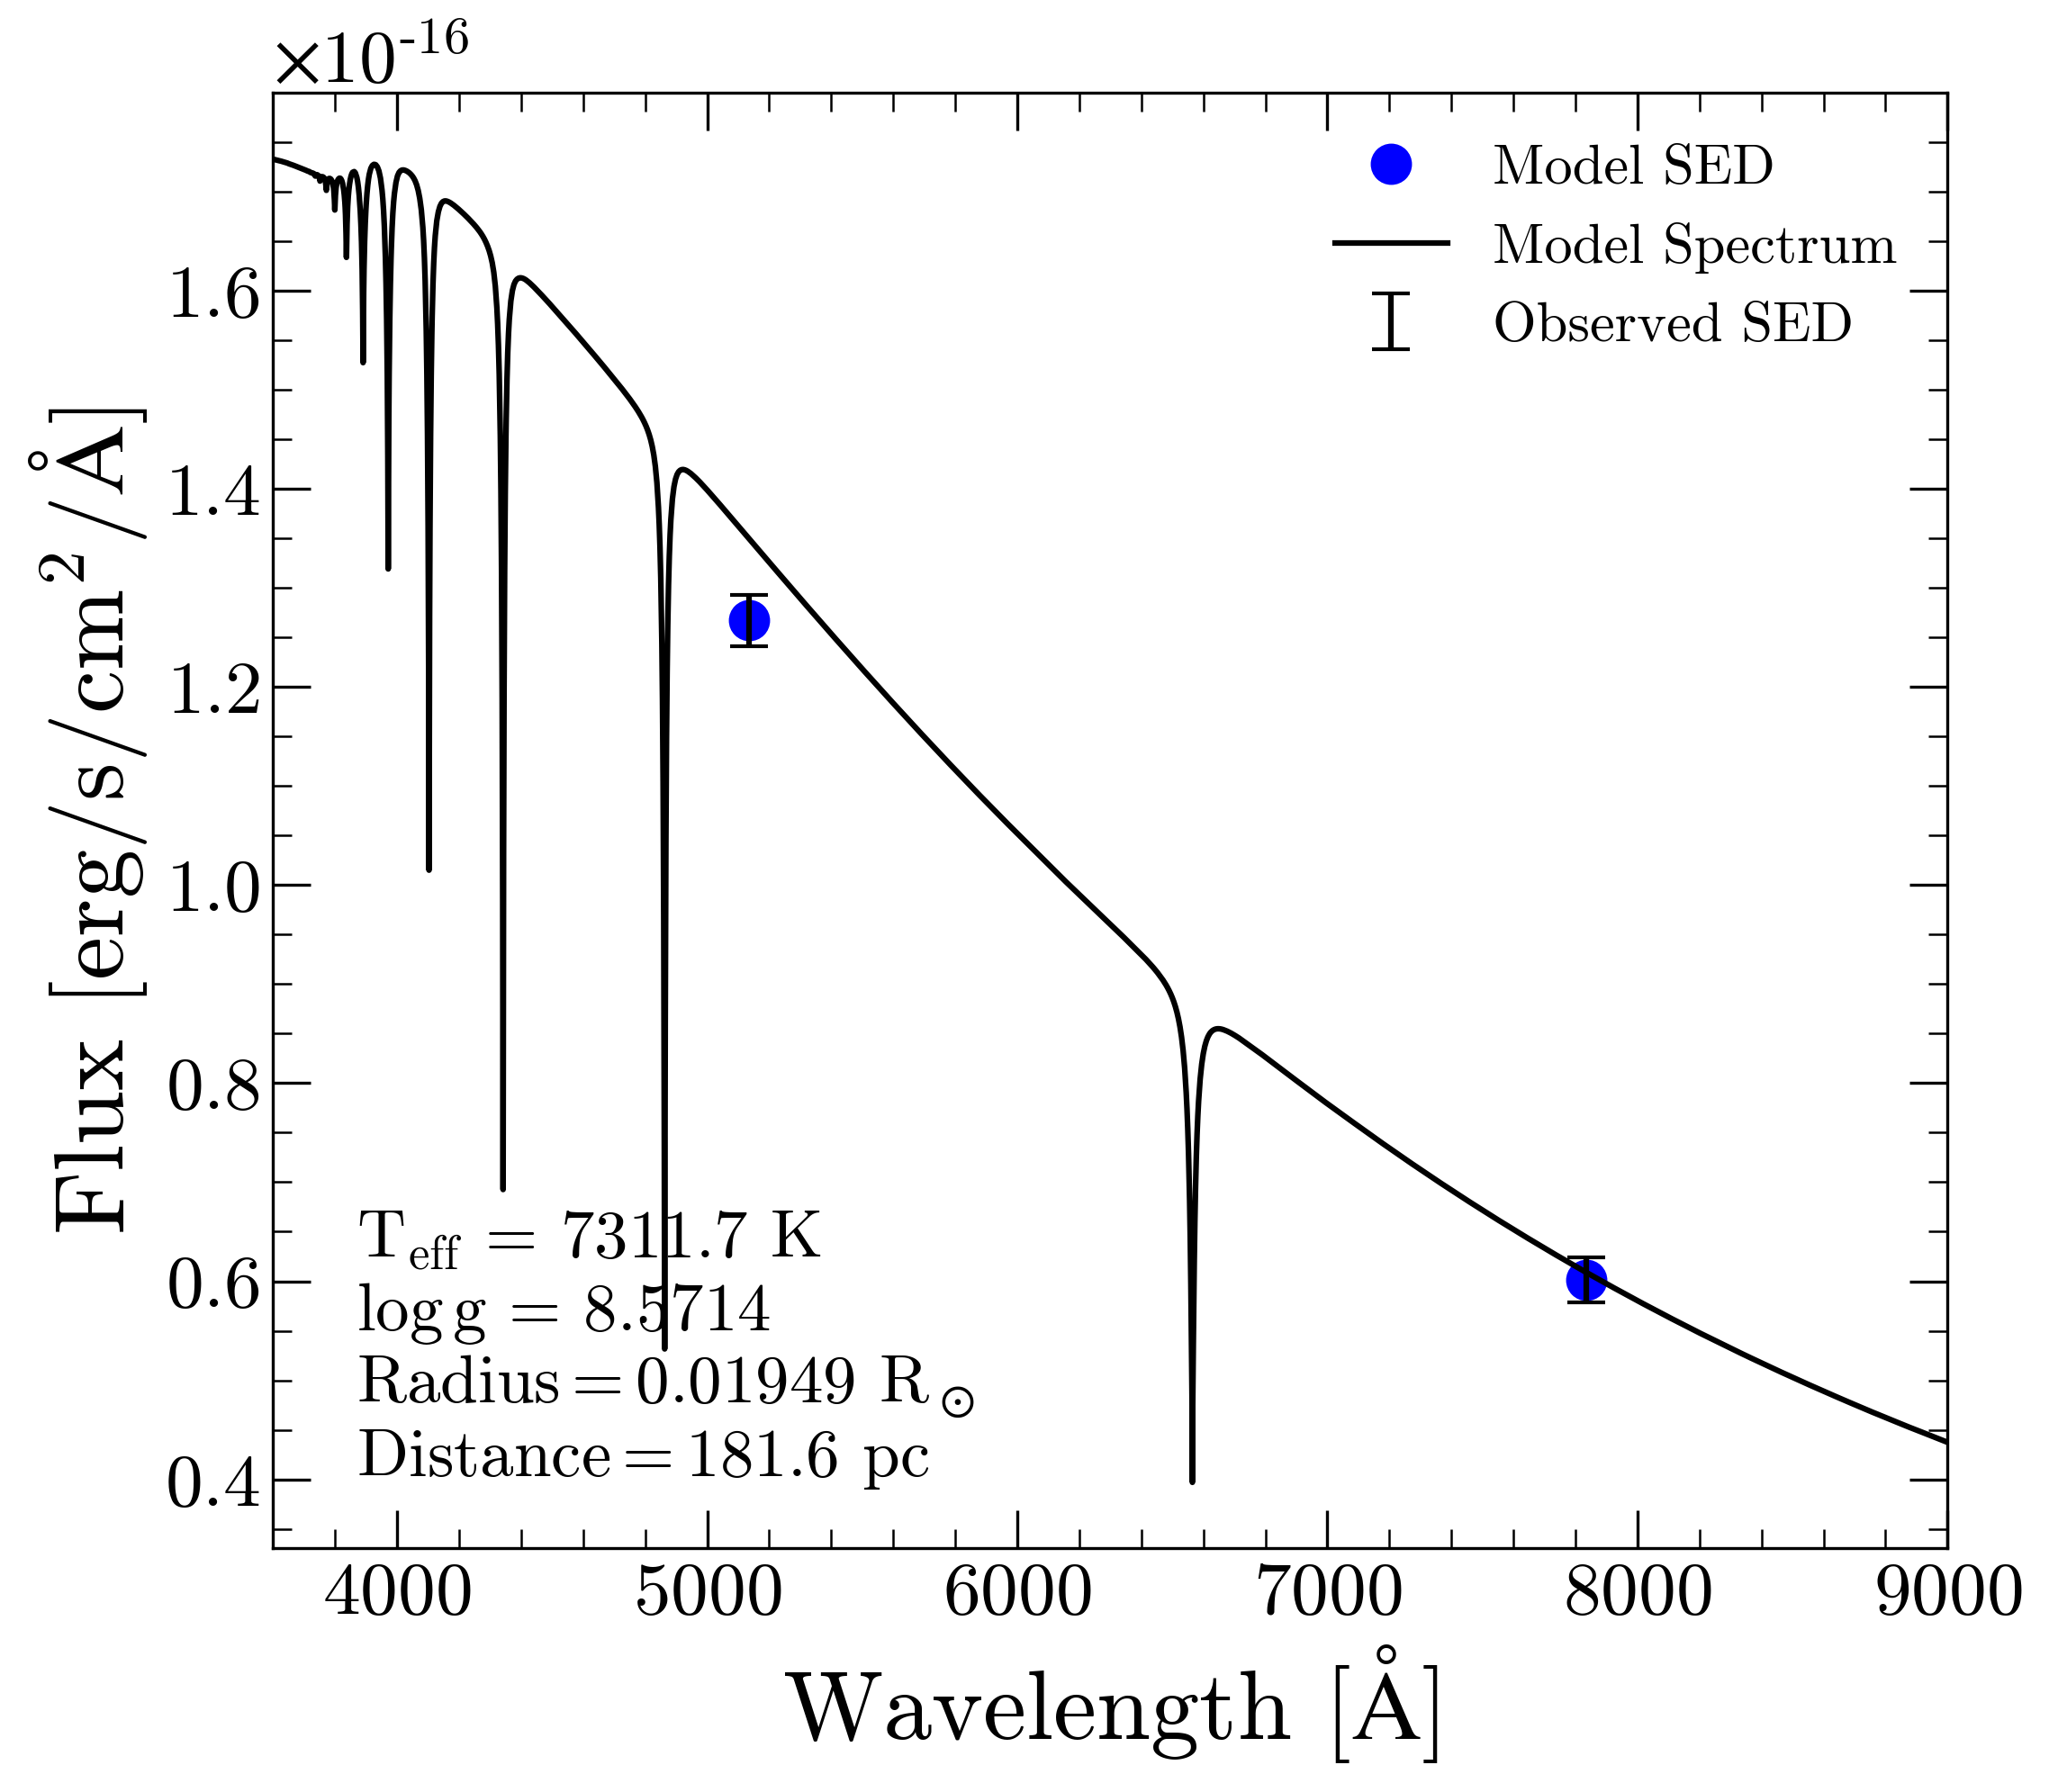 ×10⁻¹⁶
Flux [erg/s/cm²/Å]
1.6
1.4
1.2
1.0
0.8
0.6
0.4
Model SED
Model Spectrum
Observed SED
T_eff = 7311.7 K
log g = 8.5714
Radius = 0.01949 R_⊙
Distance = 181.6 pc
4000 5000 6000 7000 8000 9000
Wavelength [Å]